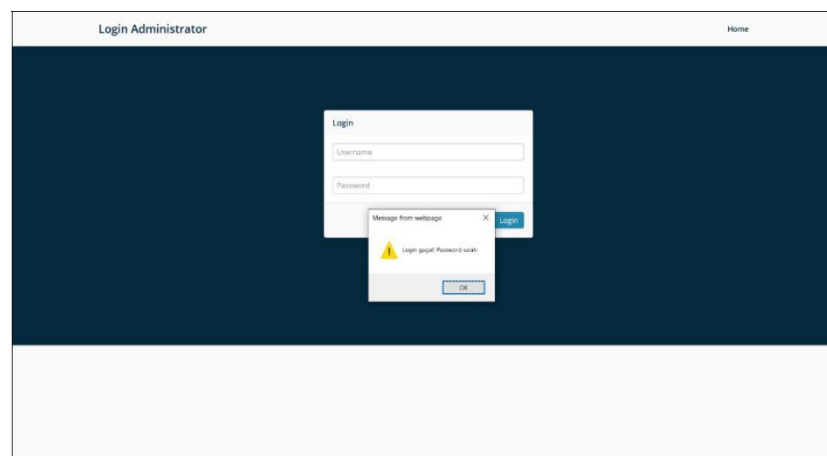 Login Administrator
Home
Login
Username
Password
Message from webpage
Login
Login gagal! Password salah
OK